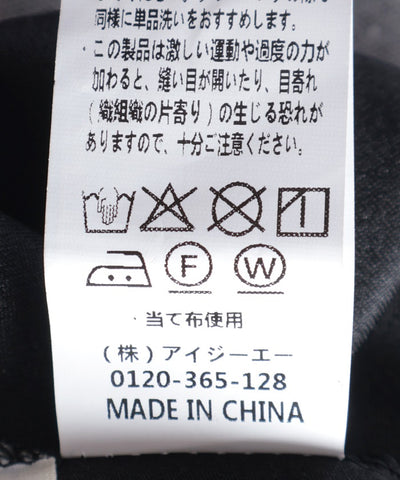 同様に単品洗いをおすすめします。
・この製品は激しい運動や過度の力が
加わると、縫い目が開いたり、目寄れ
(織組織の片寄り)の生じる恐れが
ありますので、十分ご注意ください。
F W
・当て布使用
(株)アイジーエー
0120-365-128
MADE IN CHINA